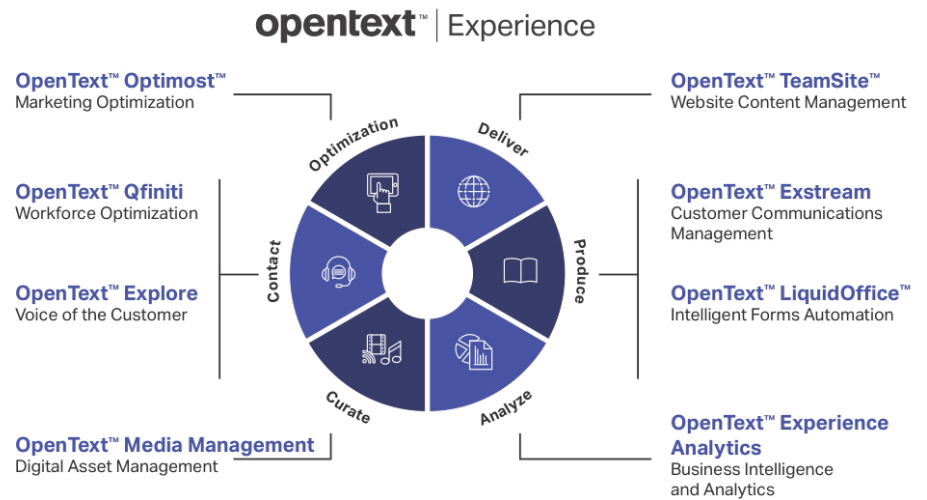 opentext™ | Experience
OpenText™ Optimost™
Marketing Optimization
OpenText™ Qfiniti
Workforce Optimization
OpenText™ Explore
Voice of the Customer
OpenText™ Media Management
Digital Asset Management
Optimization
Deliver
Contact
Produce
Curate
Analyze
OpenText™ TeamSite™
Website Content Management
OpenText™ Exstream
Customer Communications
Management
OpenText™ LiquidOffice™
Intelligent Forms Automation
OpenText™ Experience
Analytics
Business Intelligence
and Analytics